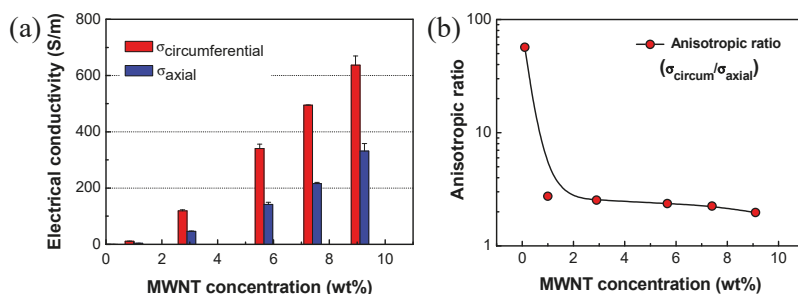 (a)
800
600
400
200
0
Electrical conductivity (S/m)
σcircumferential
σaxial
0 2 4 6 8 10
MWNT concentration (wt%)
(b)
100
10
1
Anisotropic ratio
Anisotropic ratio
(σcircum/σaxial)
0 2 4 6 8 10
MWNT concentration (wt%)